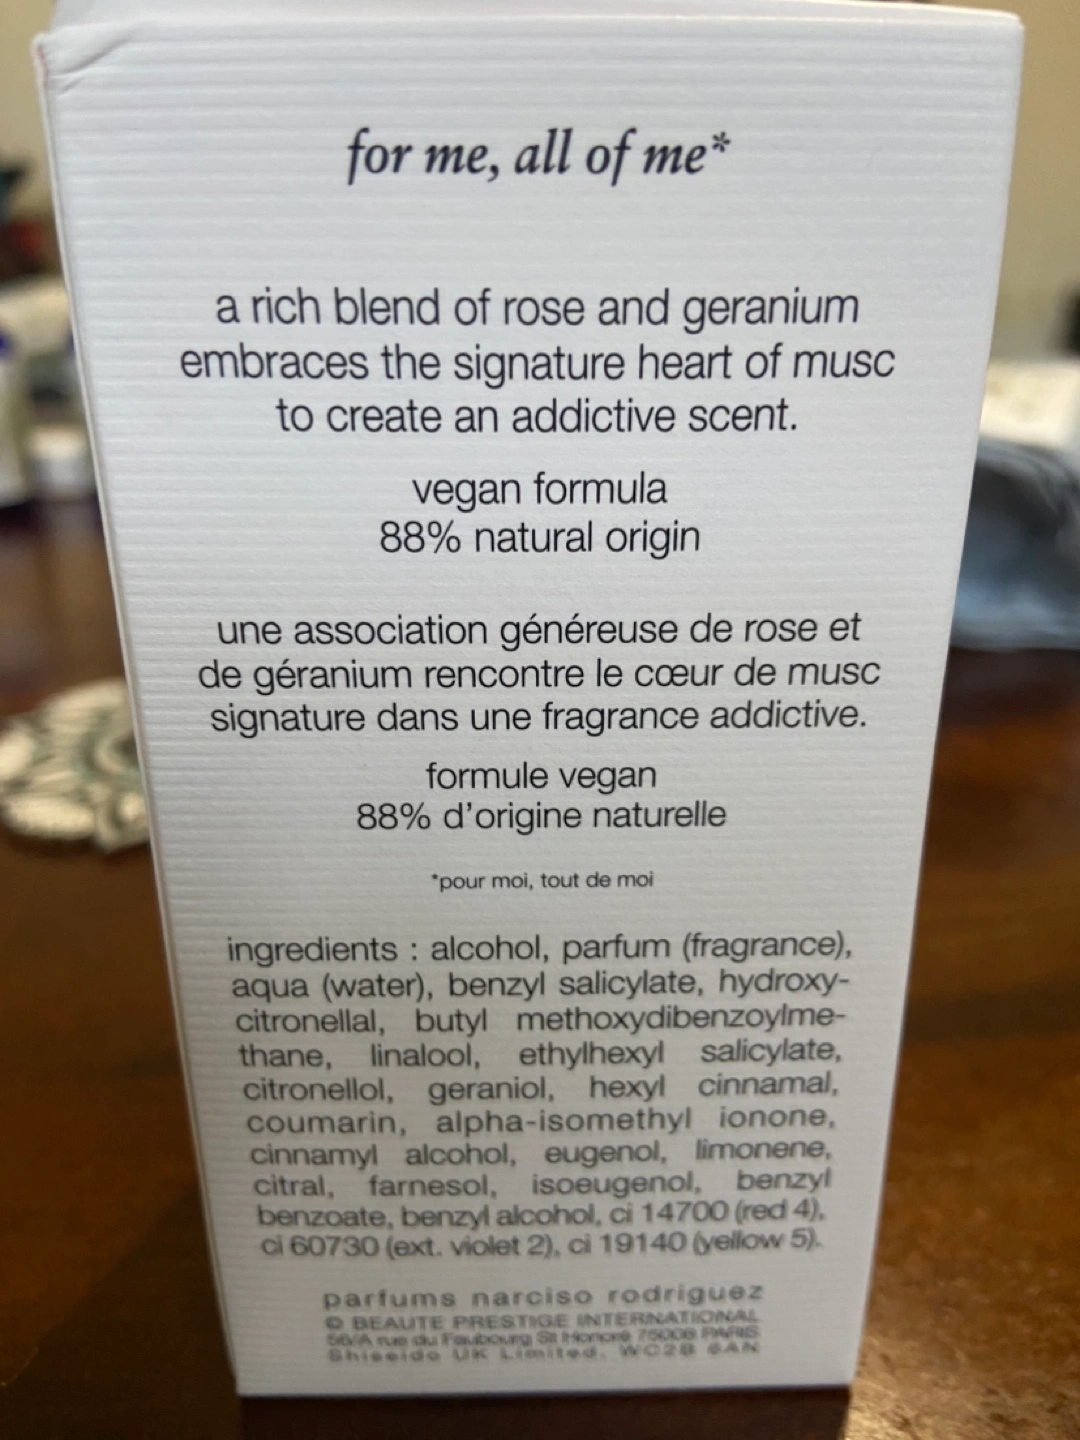 for me, all of me*
a rich blend of rose and geranium
embraces the signature heart of musc
to create an addictive scent.
vegan formula
88% natural origin
une association généreuse de rose et
de géranium rencontre le cœur de musc
signature dans une fragrance addictive.
formule vegan
88% d'origine naturelle
*pour moi, tout de moi
ingredients : alcohol, parfum (fragrance),
aqua (water), benzyl salicylate, hydroxy-
citronellal, butyl methoxydibenzoylme-
thane, linalool, ethylhexyl salicylate,
citronellol, geraniol, hexyl cinnamal,
coumarin, alpha-isomethyl ionone,
cinnamyl alcohol, eugenol, limonene,
citral, farnesol, isoeugenol, benzyl
benzoate, benzyl alcohol, ci 14700 (red 4),
ci 60730 (ext. violet 2), ci 19140 (yellow 5).
parfums narciso rodriguez
© BEAUTE PRESTIGE INTERNATIONAL
56/A rue du Faubourg St Honoré 75008 PARIS
Shiseido UK Limited, WC2B 6AN